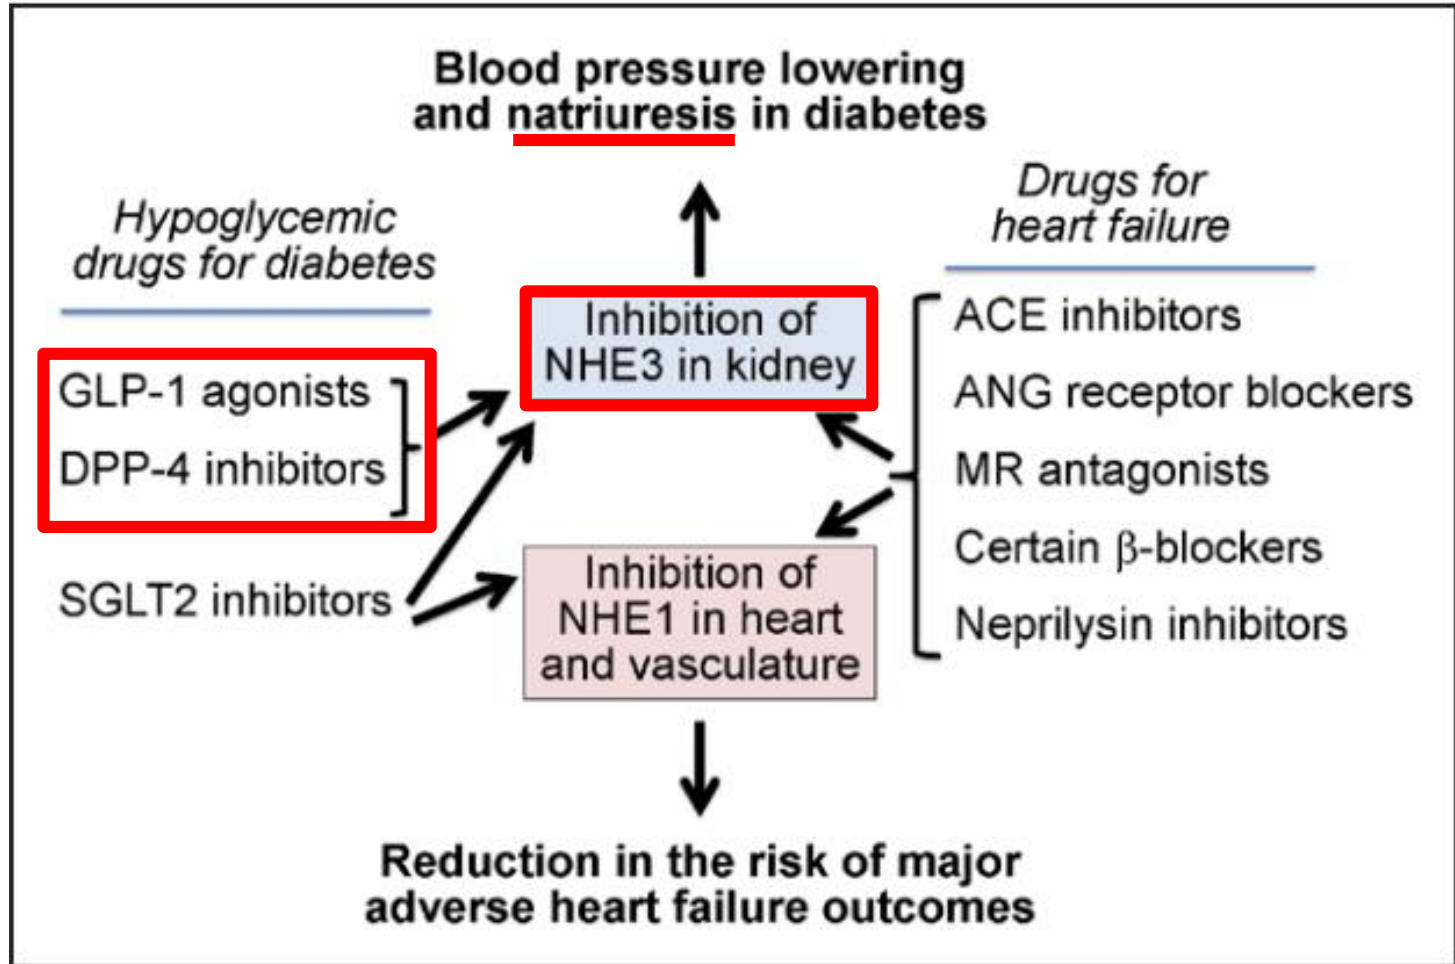 Blood pressure lowering
and natriuresis in diabetes
Hypoglycemic
drugs for diabetes
GLP-1 agonists
DPP-4 inhibitors
SGLT2 inhibitors
Inhibition of
NHE3 in kidney
Inhibition of
NHE1 in heart
and vasculature
Drugs for
heart failure
ACE inhibitors
ANG receptor blockers
MR antagonists
Certain β-blockers
Neprilysin inhibitors
Reduction in the risk of major
adverse heart failure outcomes